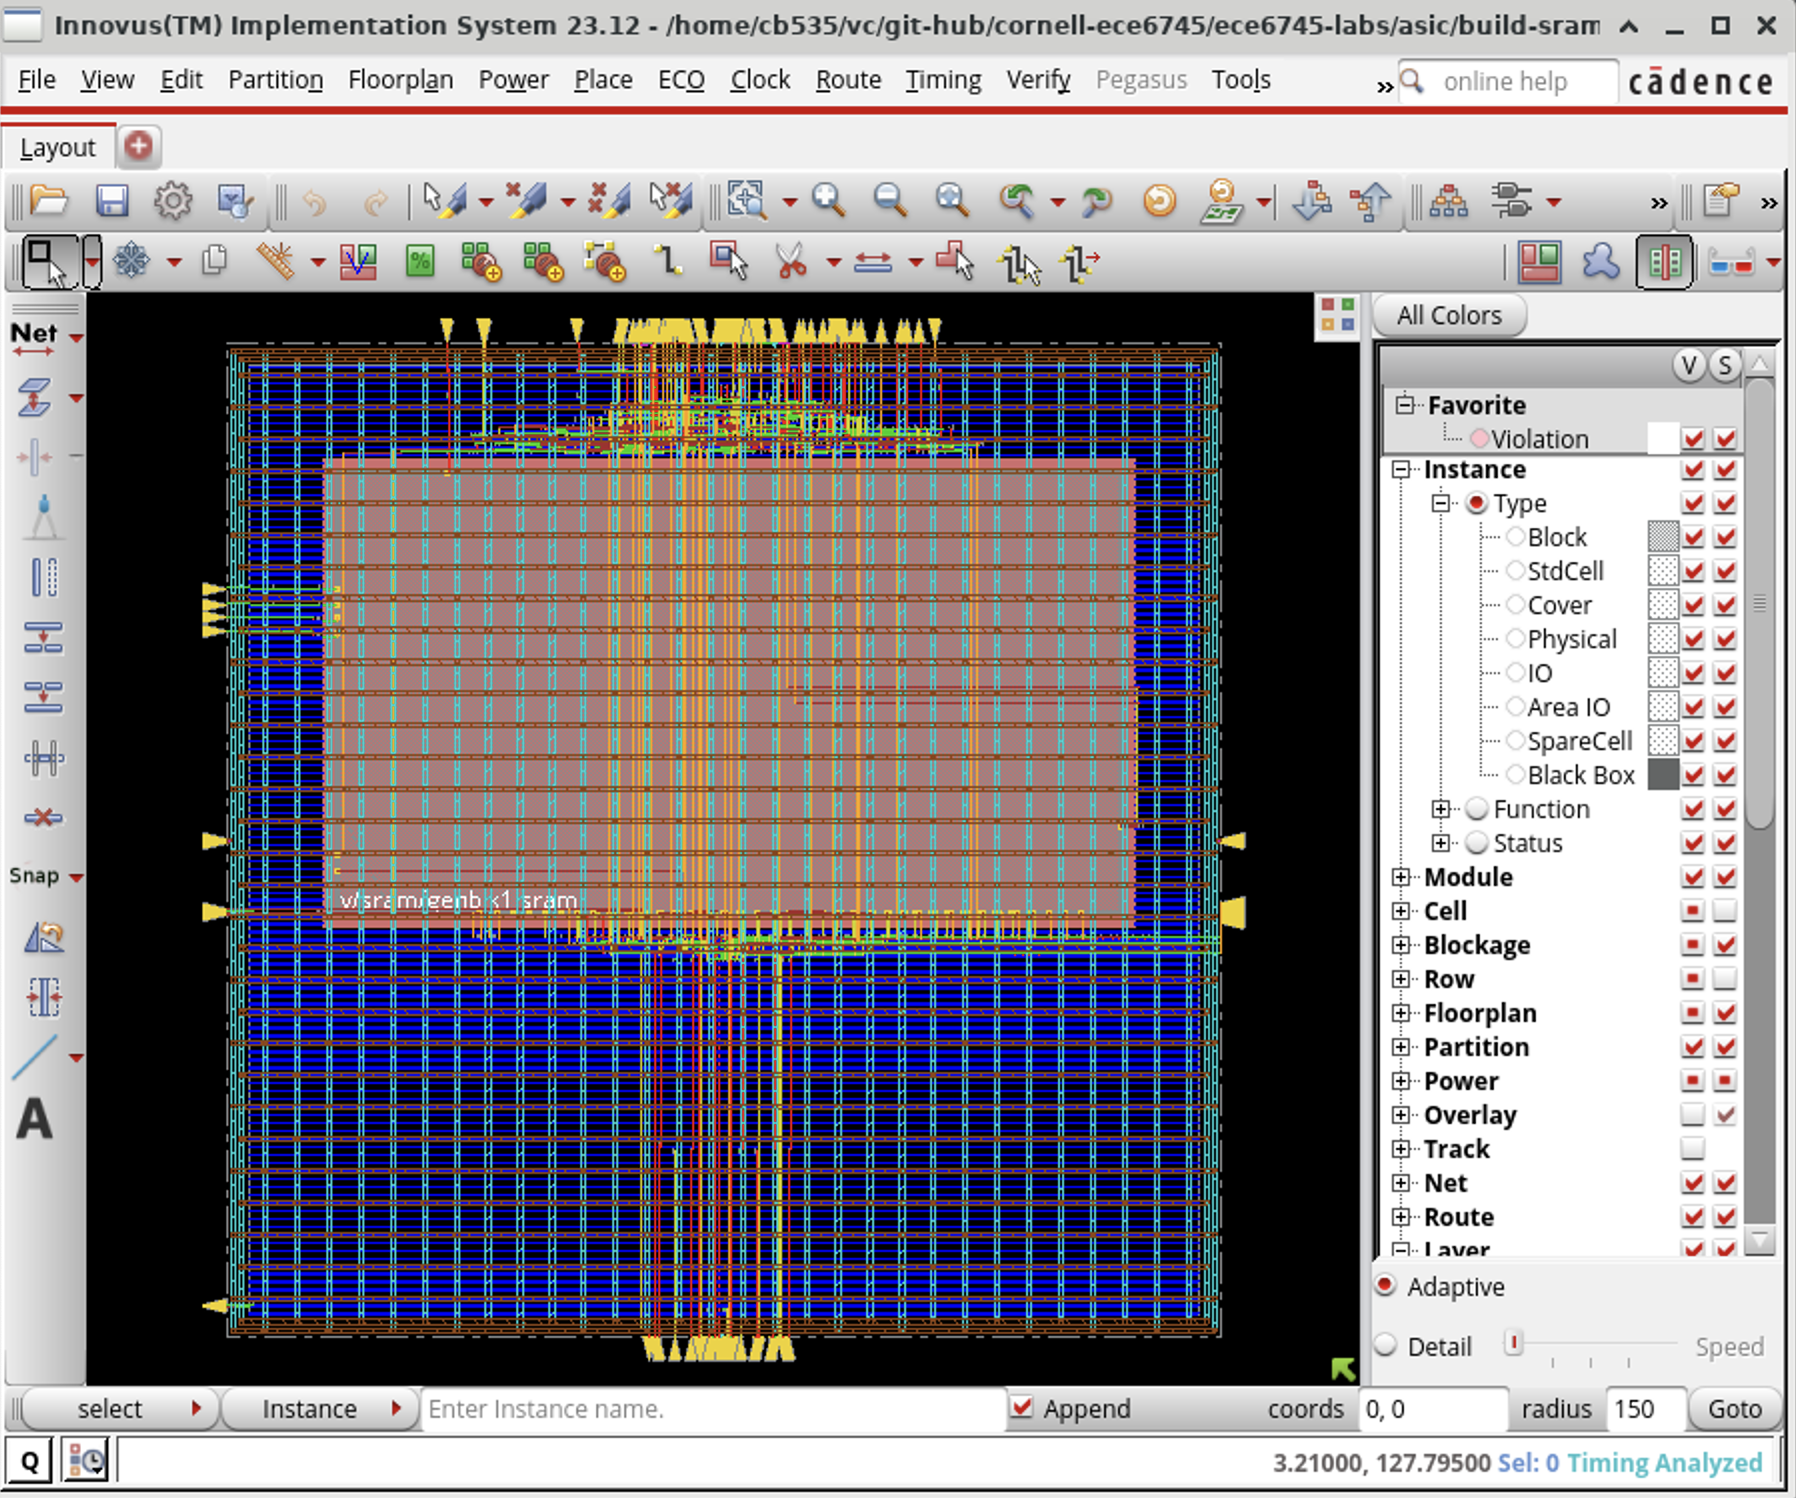 Innovus(TM) Implementation System 23.12 - /home/cb535/vc/git-hub/cornell-ece6745/ece6745-labs/asic/build-sram
File View Edit Partition Floorplan Power Place ECO Clock Route Timing Verify Pegasus Tools » online help cādence
Layout
» »
Net
Snap
A
v/sram/genb k1 sram
All Colors
V S
Favorite
Violation
Instance
Type
Block
StdCell
Cover
Physical
IO
Area IO
SpareCell
Black Box
Function
Status
Module
Cell
Blockage
Row
Floorplan
Partition
Power
Overlay
Track
Net
Route
Layer
Adaptive
Detail Speed
select Instance Enter Instance name. Append coords 0, 0 radius 150 Goto
Q 3.21000, 127.79500 Sel: 0 Timing Analyzed